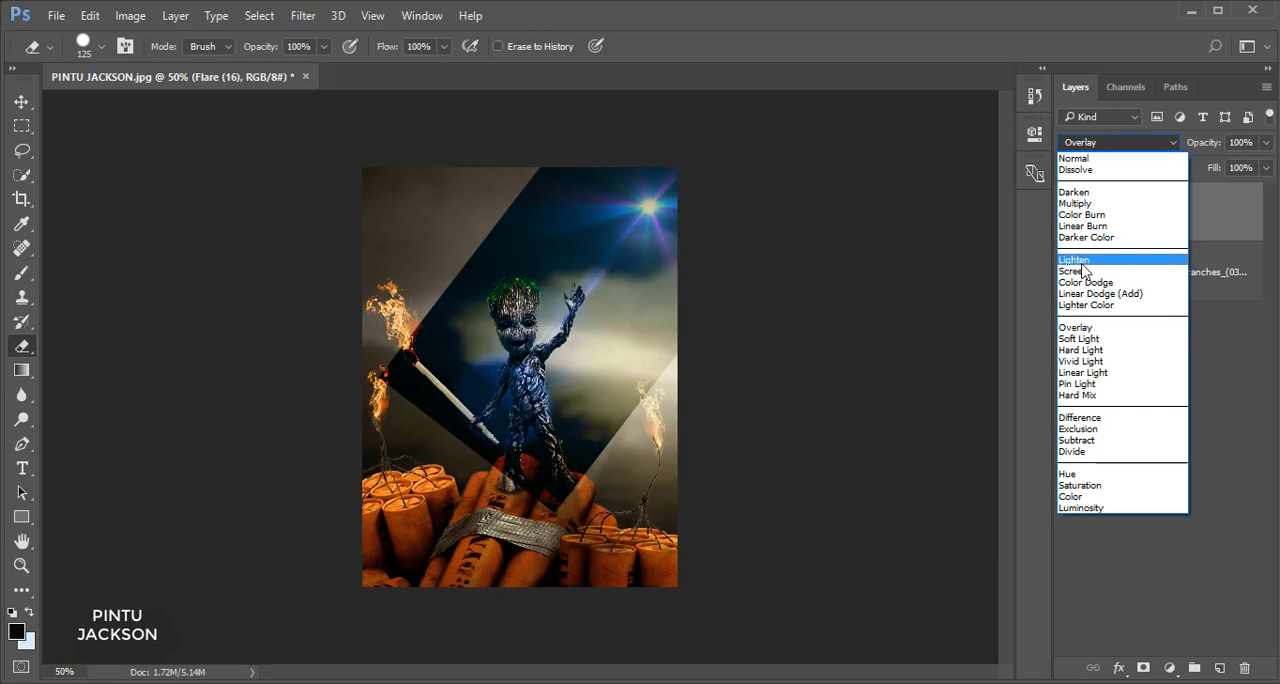 Ps File Edit Image Layer Type Select Filter 3D View Window Help
125 Mode: Brush Opacity: 100% Flow: 100% Erase to History
PINTU JACKSON.jpg @ 50% (Flare (16), RGB/8#) * ×
Layers Channels Paths
Kind
Overlay Opacity: 100%
Fill: 100%
Normal
Dissolve
Darken
Multiply
Color Burn
Linear Burn
Darker Color
Lighten
Screen
Color Dodge
Linear Dodge (Add)
Lighter Color
Overlay
Soft Light
Hard Light
Vivid Light
Linear Light
Pin Light
Hard Mix
Difference
Exclusion
Subtract
Divide
Hue
Saturation
Color
Luminosity
ranches_(03...
PINTU
JACKSON
50% Doc: 1.72M/5.14M